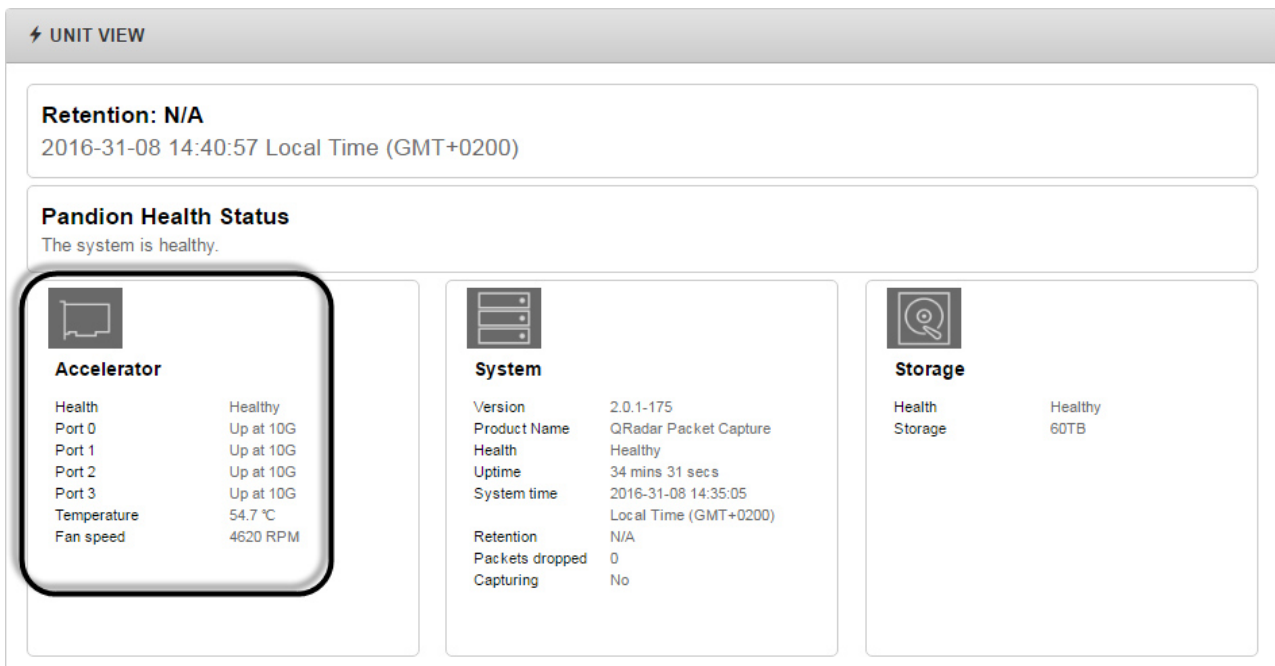 UNIT VIEW
Retention: N/A
2016-31-08 14:40:57 Local Time (GMT+0200)
Pandion Health Status
The system is healthy.
Accelerator
Health Healthy
Port 0 Up at 10G
Port 1 Up at 10G
Port 2 Up at 10G
Port 3 Up at 10G
Temperature 54.7 ℃
Fan speed 4620 RPM
System
Version 2.0.1-175
Product Name QRadar Packet Capture
Health Healthy
Uptime 34 mins 31 secs
System time 2016-31-08 14:35:05
Local Time (GMT+0200)
Retention N/A
Packets dropped 0
Capturing No
Storage
Health Healthy
Storage 60TB